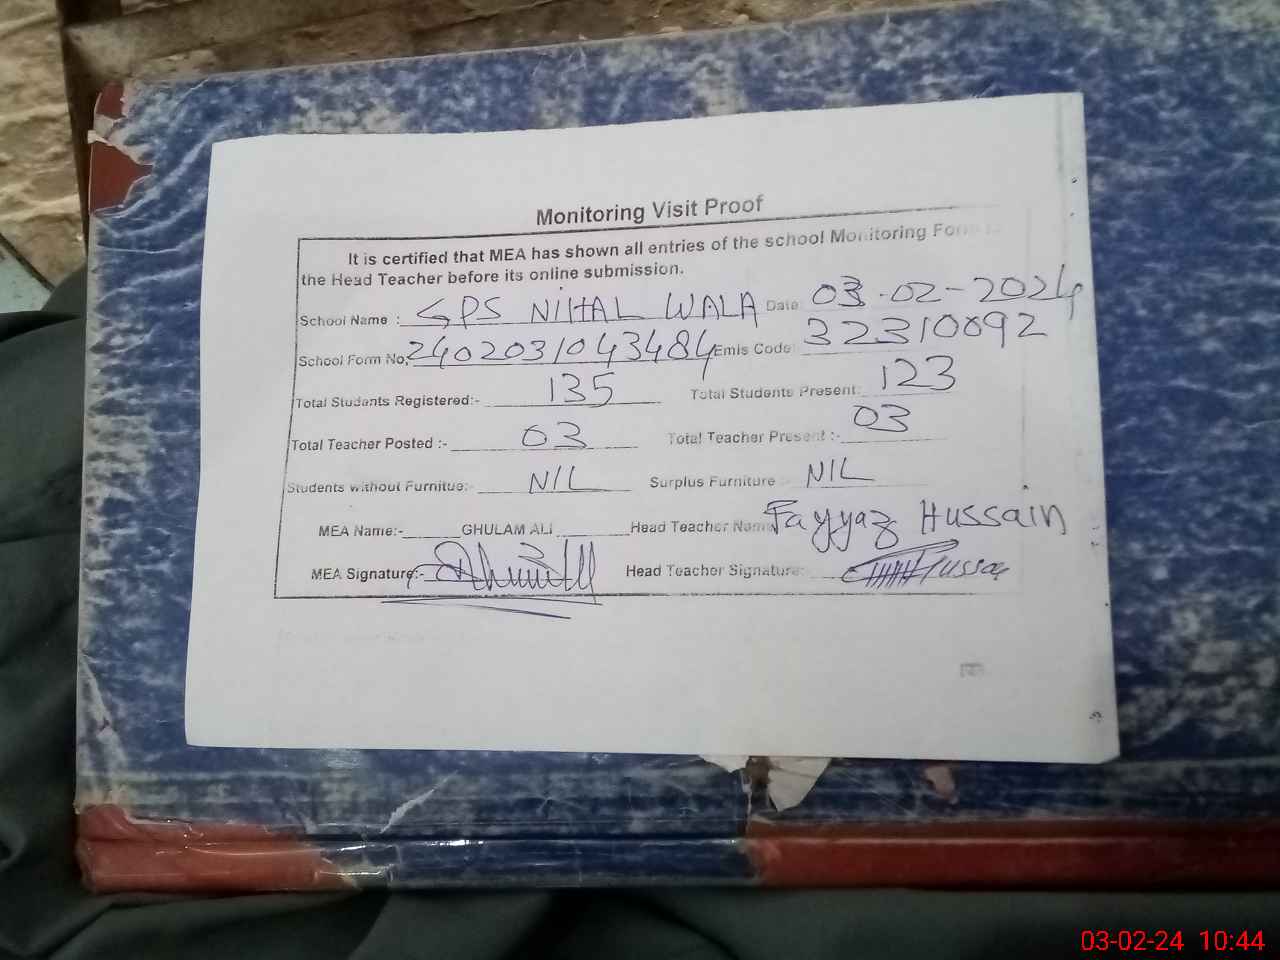 Monitoring Visit Proof
It is certified that MEA has shown all entries of the school Monitoring Form
the Head Teacher before its online submission.
School Name : GPS NIHAL WALA Date: 03-02-2024
School Form No. 2402031043484 Emis Code: 32310092
Total Students Registered:- 135 Total Students Present: 123
Total Teacher Posted :- 03 Total Teacher Present :- 03
Students without Furnitue:- NIL Surplus Furniture :- NIL
MEA Name:- GHULAM ALI Head Teacher Name Fayyaz Hussain
MEA Signature:- Head Teacher Signature:
03-02-24 10:44